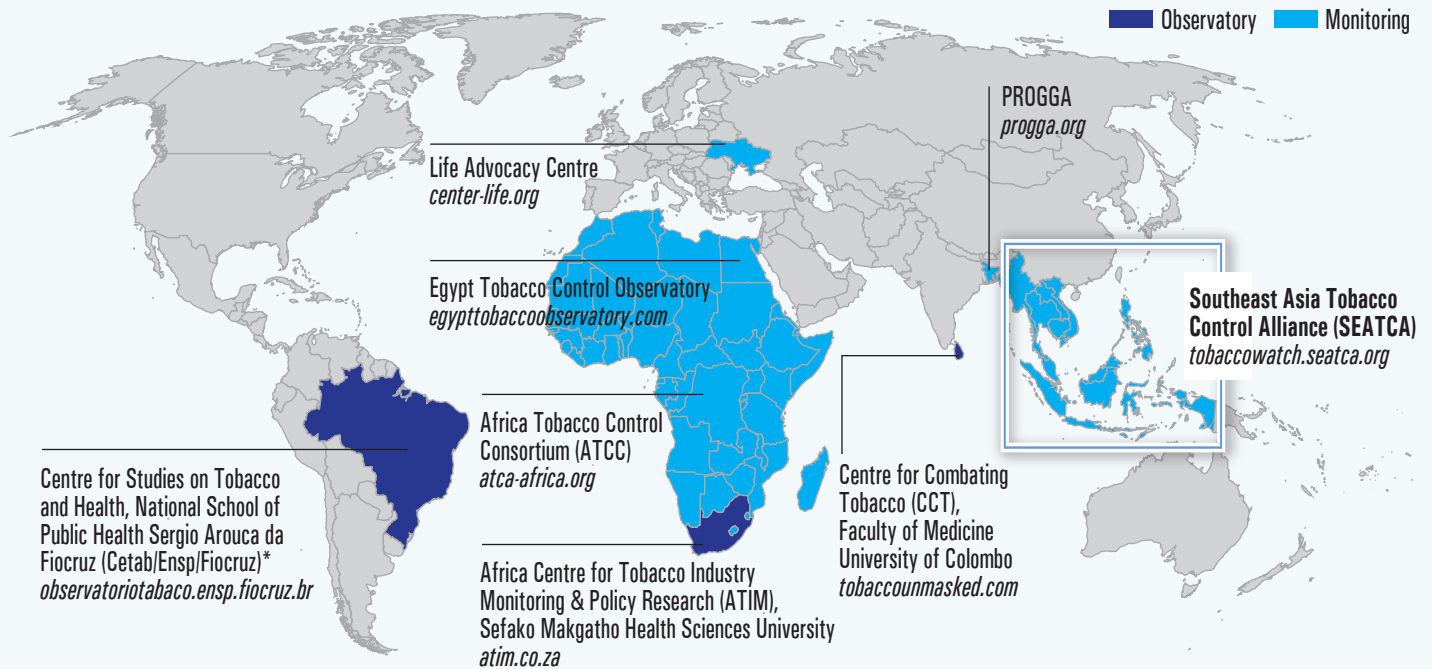 Observatory
Monitoring
PROGGA
progga.org
Life Advocacy Centre
center-life.org
Egypt Tobacco Control Observatory
egypttobaccoobservatory.com
Southeast Asia Tobacco
Control Alliance (SEATCA)
tobaccowatch.seatca.org
Africa Tobacco Control
Consortium (ATCC)
atca-africa.org
Centre for Studies on Tobacco
and Health, National School of
Public Health Sergio Arouca da
Fiocruz (Cetab/Ensp/Fiocruz)*
observatoriotabaco.ensp.fiocruz.br
Africa Centre for Tobacco Industry
Monitoring & Policy Research (ATIM),
Sefako Makgatho Health Sciences University
atim.co.za
Centre for Combating
Tobacco (CCT),
Faculty of Medicine
University of Colombo
tobaccounmasked.com